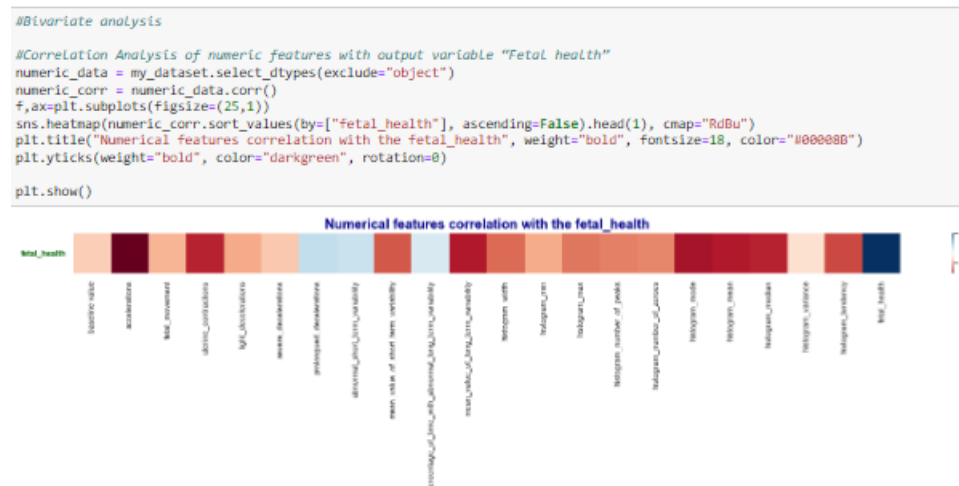 #Bivariate analysis
#Correlation Analysis of numeric features with output variable “Fetal health”
numeric_data = my_dataset.select_dtypes(exclude="object")
numeric_corr = numeric_data.corr()
f,ax=plt.subplots(figsize=(25,1))
sns.heatmap(numeric_corr.sort_values(by=["fetal_health"], ascending=False).head(1), cmap="RdBu")
plt.title("Numerical features correlation with the fetal_health", weight="bold", fontsize=18, color="#00008B")
plt.yticks(weight="bold", color="darkgreen", rotation=0)
plt.show()
Numerical features correlation with the fetal_health
fetal_health
baseline value
accelerations
fetal_movement
uterine_contractions
light_decelerations
severe_decelerations
prolongued_decelerations
abnormal_short_term_variability
mean_value_of_short_term_variability
percentage_of_time_with_abnormal_long_term_variability
mean_value_of_long_term_variability
histogram_width
histogram_min
histogram_max
histogram_number_of_peaks
histogram_number_of_zeroes
histogram_mode
histogram_mean
histogram_median
histogram_variance
histogram_tendency
fetal_health